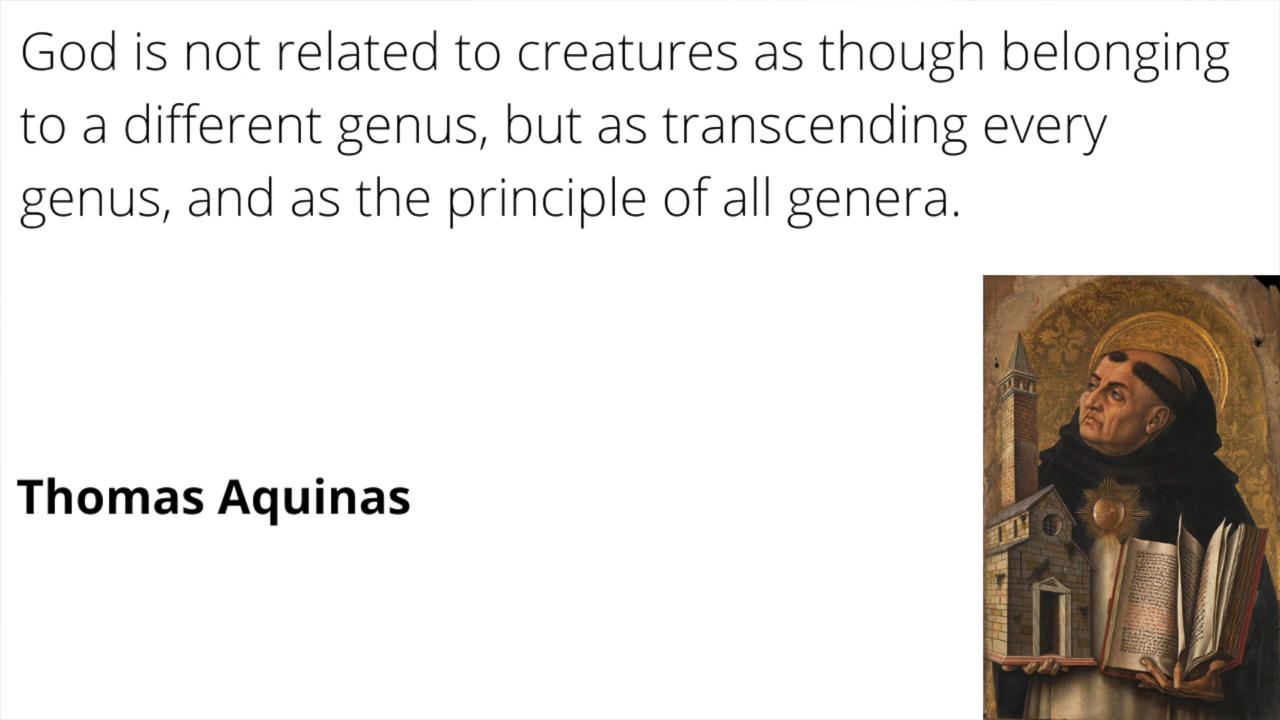 God is not related to creatures as though belonging
to a different genus, but as transcending every
genus, and as the principle of all genera.
Thomas Aquinas